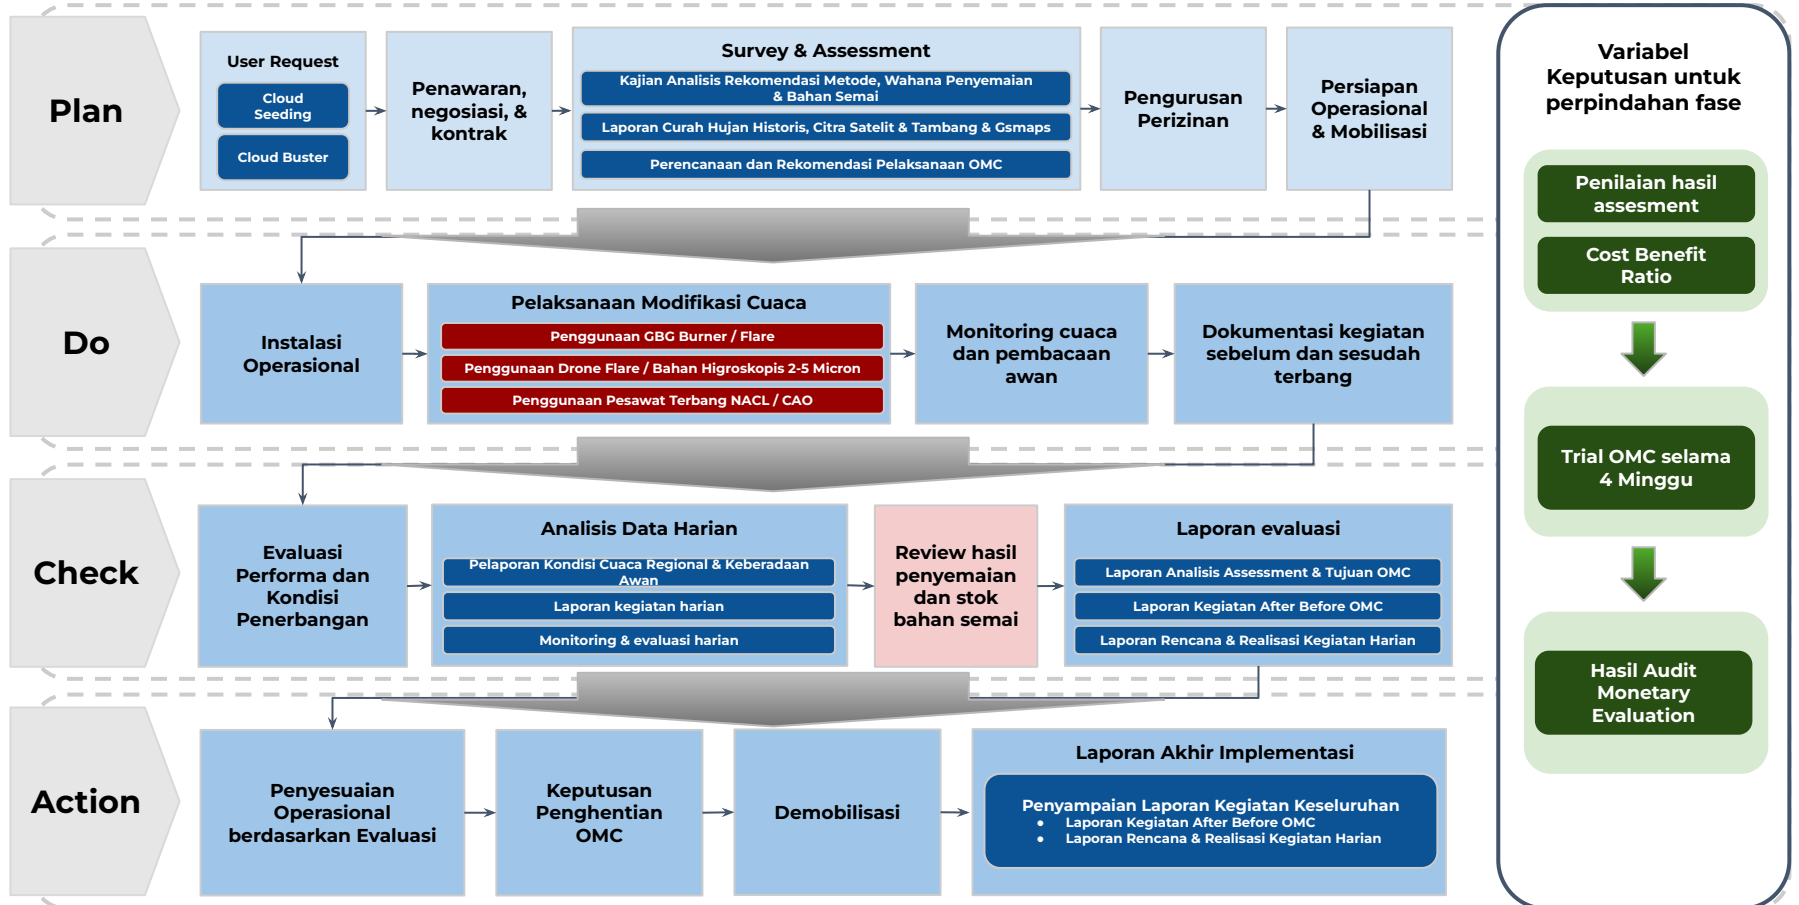 Plan
User Request
Cloud
Seeding
Cloud Buster
Penawaran,
negosiasi, &
kontrak
Survey & Assessment
Kajian Analisis Rekomendasi Metode, Wahana Penyemaian
& Bahan Semai
Laporan Curah Hujan Historis, Citra Satelit & Tambang & Gsmaps
Perencanaan dan Rekomendasi Pelaksanaan OMC
Pengurusan
Perizinan
Persiapan
Operasional
& Mobilisasi
Do
Instalasi
Operasional
Pelaksanaan Modifikasi Cuaca
Penggunaan GBG Burner / Flare
Penggunaan Drone Flare / Bahan Higroskopis 2-5 Micron
Penggunaan Pesawat Terbang NACL / CAO
Monitoring cuaca
dan pembacaan
awan
Dokumentasi kegiatan
sebelum dan sesudah
terbang
Check
Evaluasi
Performa dan
Kondisi
Penerbangan
Analisis Data Harian
Pelaporan Kondisi Cuaca Regional & Keberadaan
Awan
Laporan kegiatan harian
Monitoring & evaluasi harian
Review hasil
penyemaian
dan stok
bahan semai
Laporan evaluasi
Laporan Analisis Assessment & Tujuan OMC
Laporan Kegiatan After Before OMC
Laporan Rencana & Realisasi Kegiatan Harian
Action
Penyesuaian
Operasional
berdasarkan Evaluasi
Keputusan
Penghentian
OMC
Demobilisasi
Laporan Akhir Implementasi
Penyampaian Laporan Kegiatan Keseluruhan
● Laporan Kegiatan After Before OMC
● Laporan Rencana & Realisasi Kegiatan Harian
Variabel
Keputusan untuk
perpindahan fase
Penilaian hasil
assesment
Cost Benefit
Ratio
Trial OMC selama
4 Minggu
Hasil Audit
Monetary
Evaluation